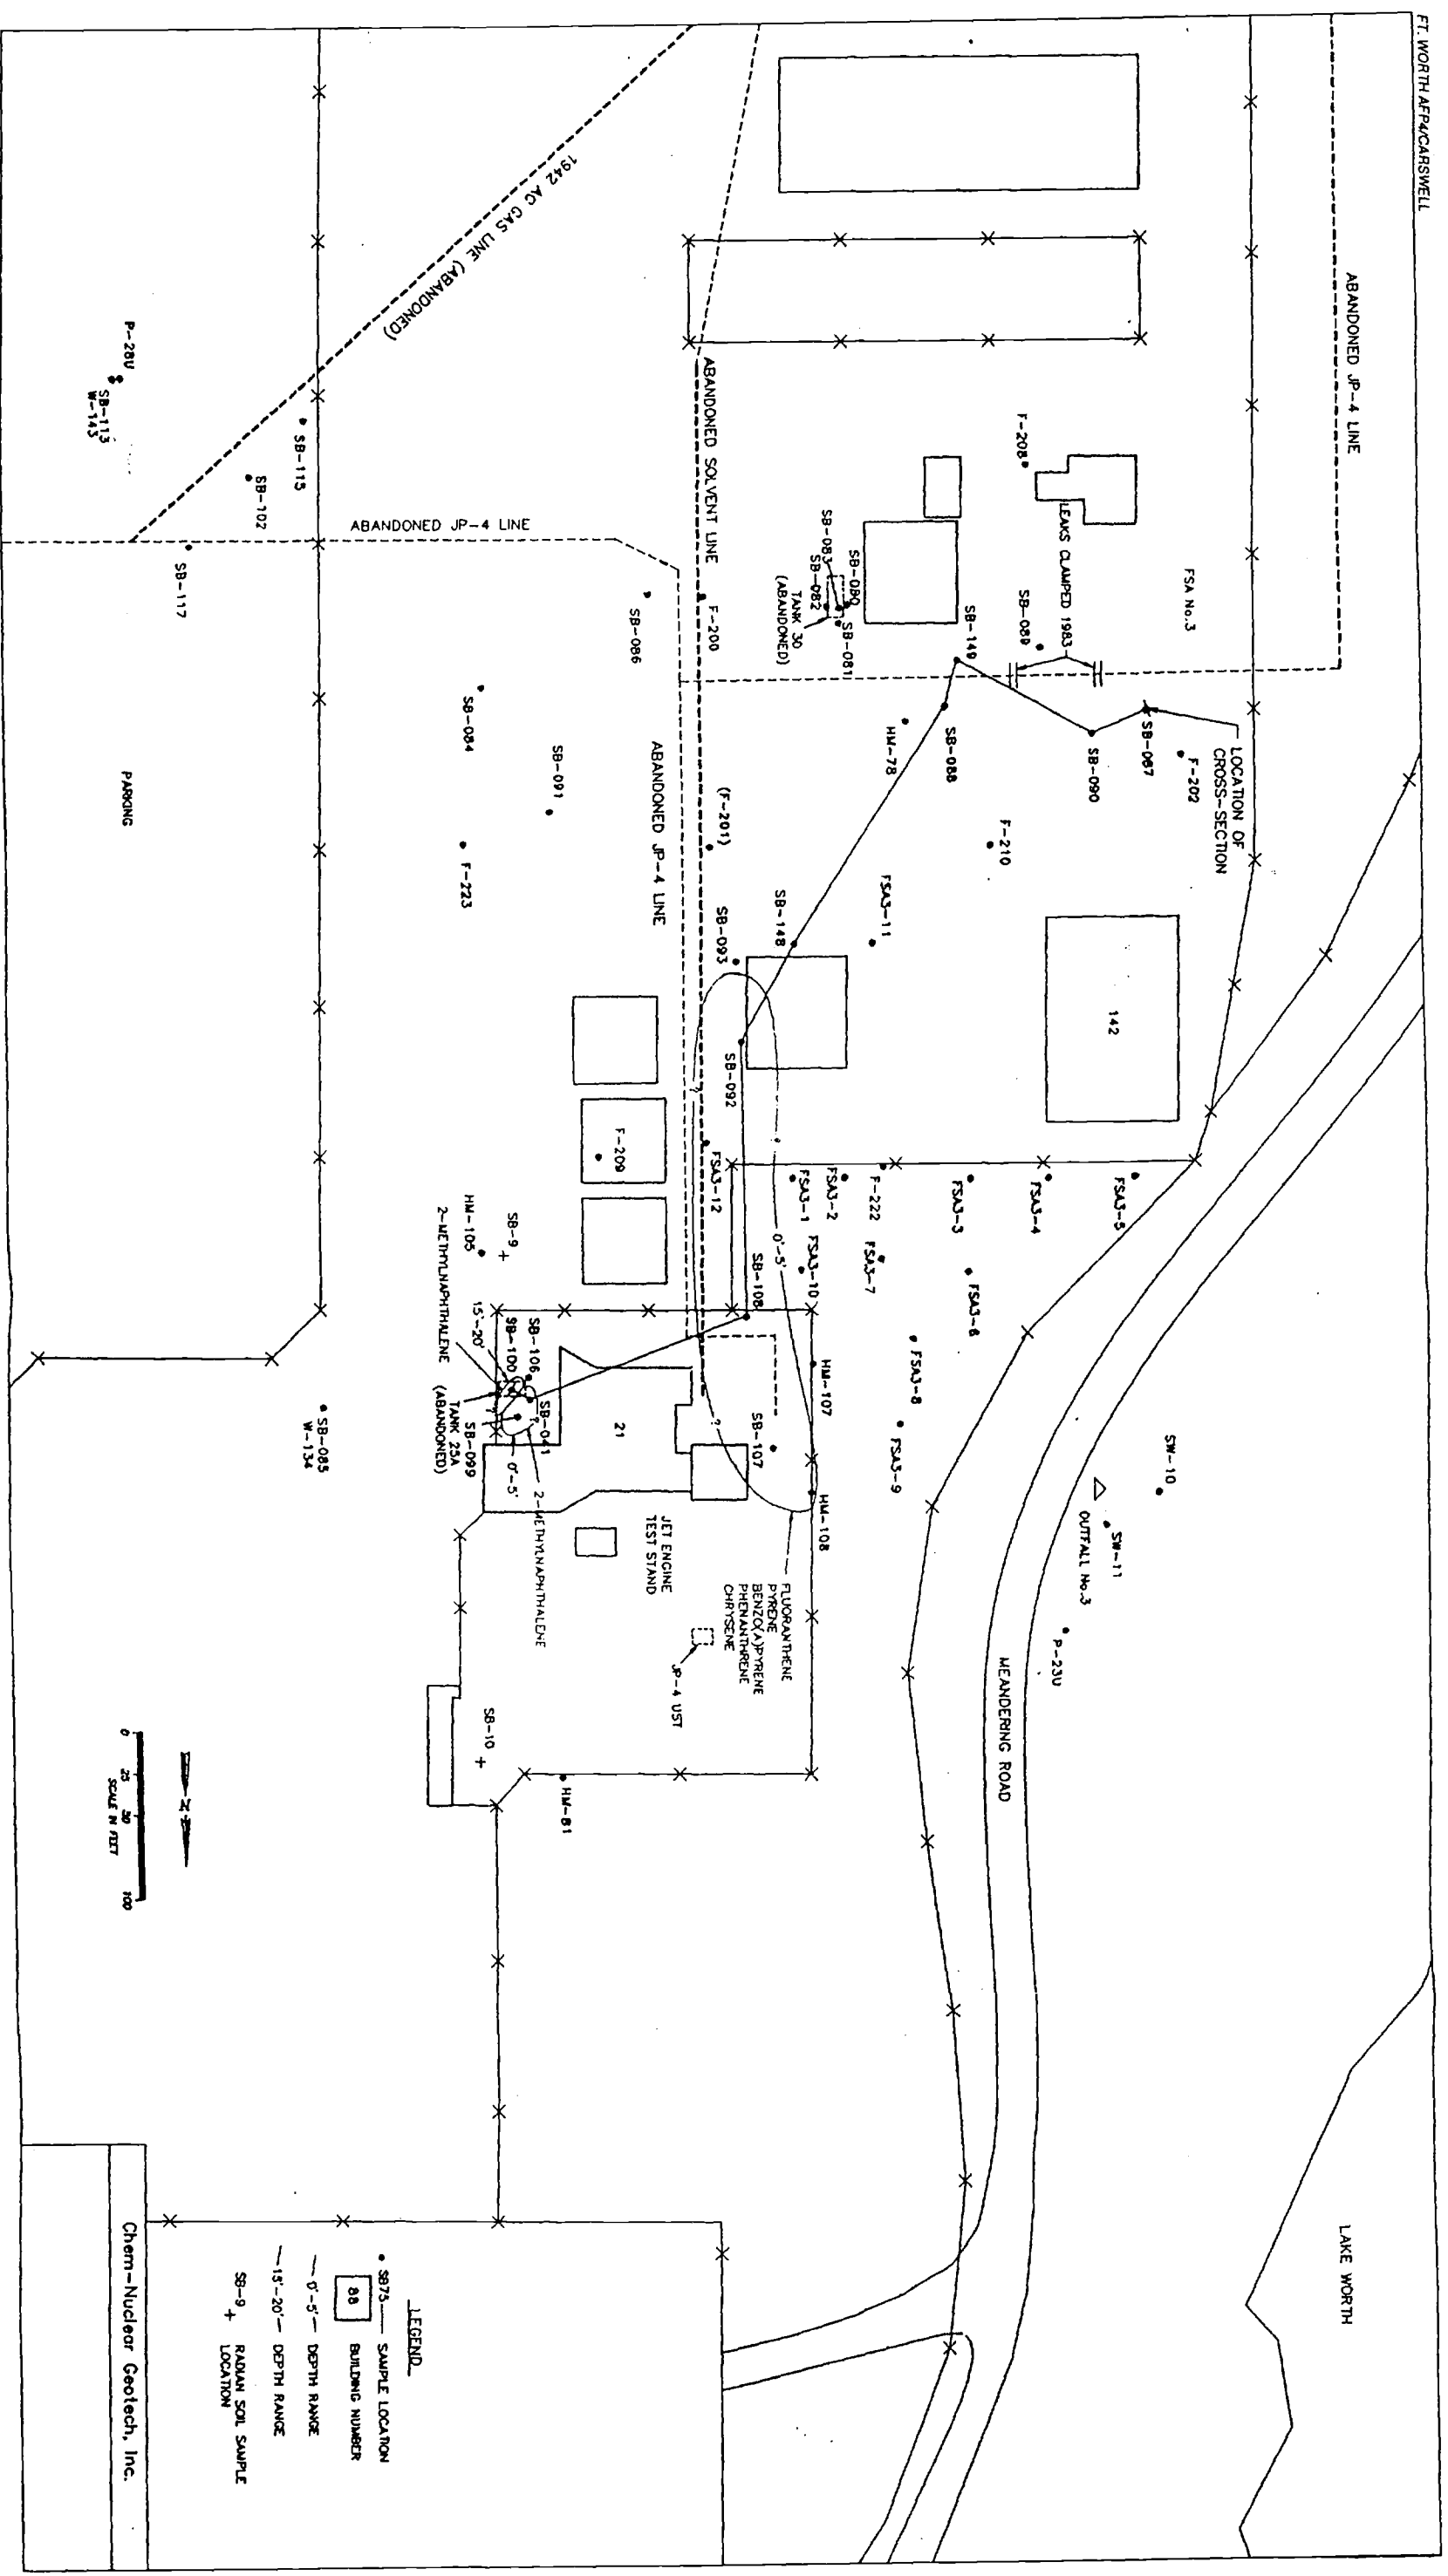 FT. WORTH AFP4/CARSWELL
ABANDONED JP-4 LINE
LAKE WORTH
FSA No.3
LOCATION OF
CROSS-SECTION
F-202
SB-087
SB-090
LEAKS CLAMPED 1983
F-208
SB-089
SB-149
SB-088
HM-78
F-210
FSA3-11
142
SB-080
SB-083
SB-082
SB-081
TANK 30
(ABANDONED)
SB-148
SB-093
(F-201)
F-200
ABANDONED SOLVENT LINE
ABANDONED JP-4 LINE
SB-092
FSA3-12
FSA3-1
FSA3-2
F-222
FSA3-3
FSA3-4
FSA3-5
FSA3-6
FSA3-7
FSA3-10
FSA3-8
FSA3-9
0'-5'
SB-108
HM-107
SB-107
HM-108
SW-10
SW-11
OUTFALL No.3
P-23U
MEANDERING ROAD
FLUORANTHENE
PYRENE
BENZO(A)PYRENE
PHENANTHRENE
CHRYSENE
JP-4 UST
JET ENGINE
TEST STAND
21
?
?
?
?
F-209
SB-9
HM-105
2-METHYLNAPHTHALENE
15'-20'
SB-100
SB-106
SB-041
SB-099
TANK 25A
(ABANDONED)
0'-5'
2-METHYLNAPHTHALENE
SB-10
HM-81
1942 AC GAS LINE (ABANDONED)
ABANDONED JP-4 LINE
SB-086
SB-084
SB-091
F-223
P-28U
SB-113
W-143
SB-115
SB-102
SB-117
PARKING
SB-085
W-134
N
0 25 50 100
SCALE IN FEET
LEGEND
SB75 SAMPLE LOCATION
88 BUILDING NUMBER
0'-5' DEPTH RANGE
15'-20' DEPTH RANGE
SB-9 + RADIAN SOIL SAMPLE
LOCATION
Chem-Nuclear Geotech, Inc.